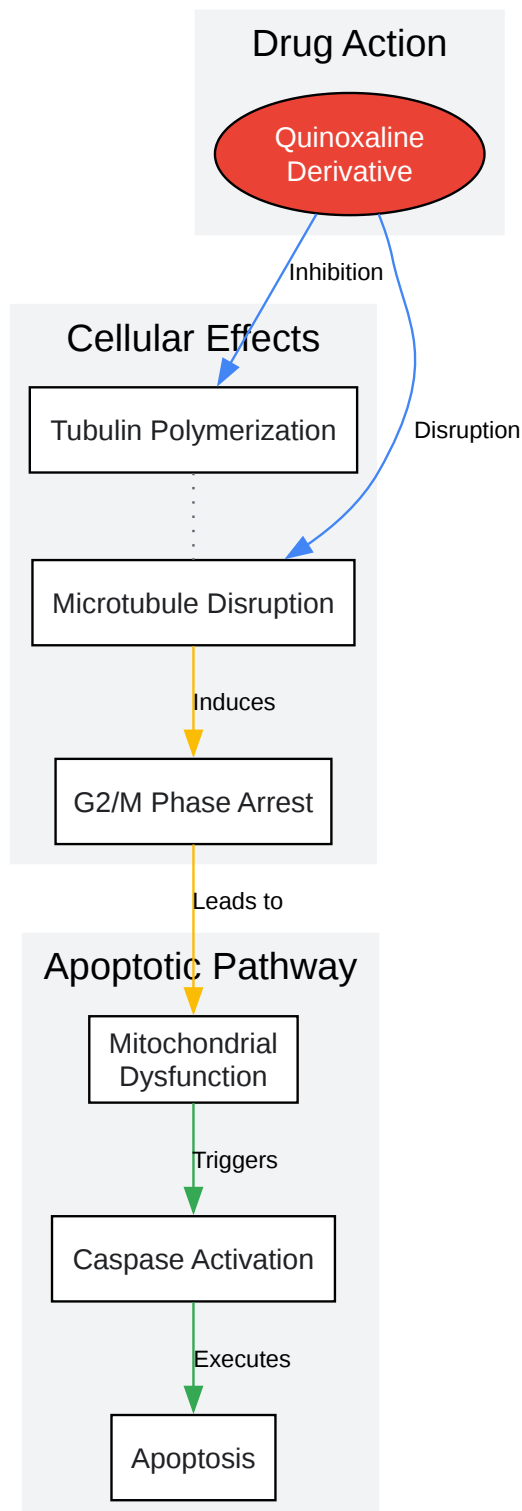 Drug Action
Quinoxaline
Derivative
Inhibition
Cellular Effects
Tubulin Polymerization
Disruption
Microtubule Disruption
Induces
G2/M Phase Arrest
Leads to
Apoptotic Pathway
Mitochondrial
Dysfunction
Triggers
Caspase Activation
Executes
Apoptosis